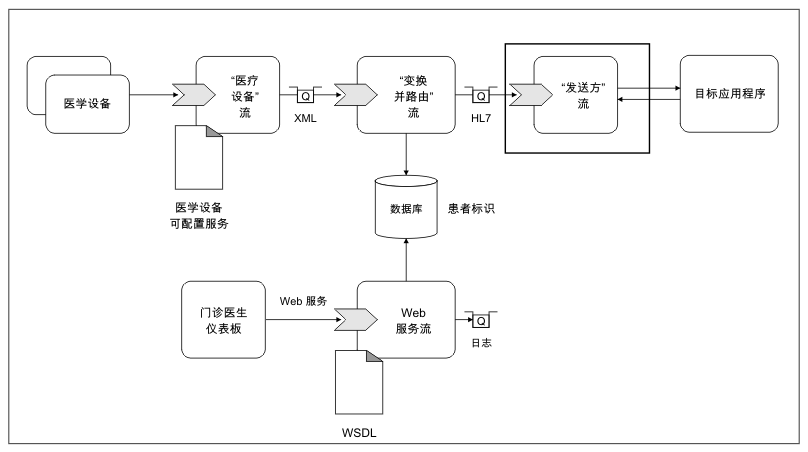 医学设备
“医疗
设备”
流
Q
XML
“变换
并路由”
流
Q
HL7
“发送方”
流
目标应用程序
医学设备
可配置服务
数据库
患者标识
门诊医生
仪表板
Web 服务
Web
服务流
Q
日志
WSDL